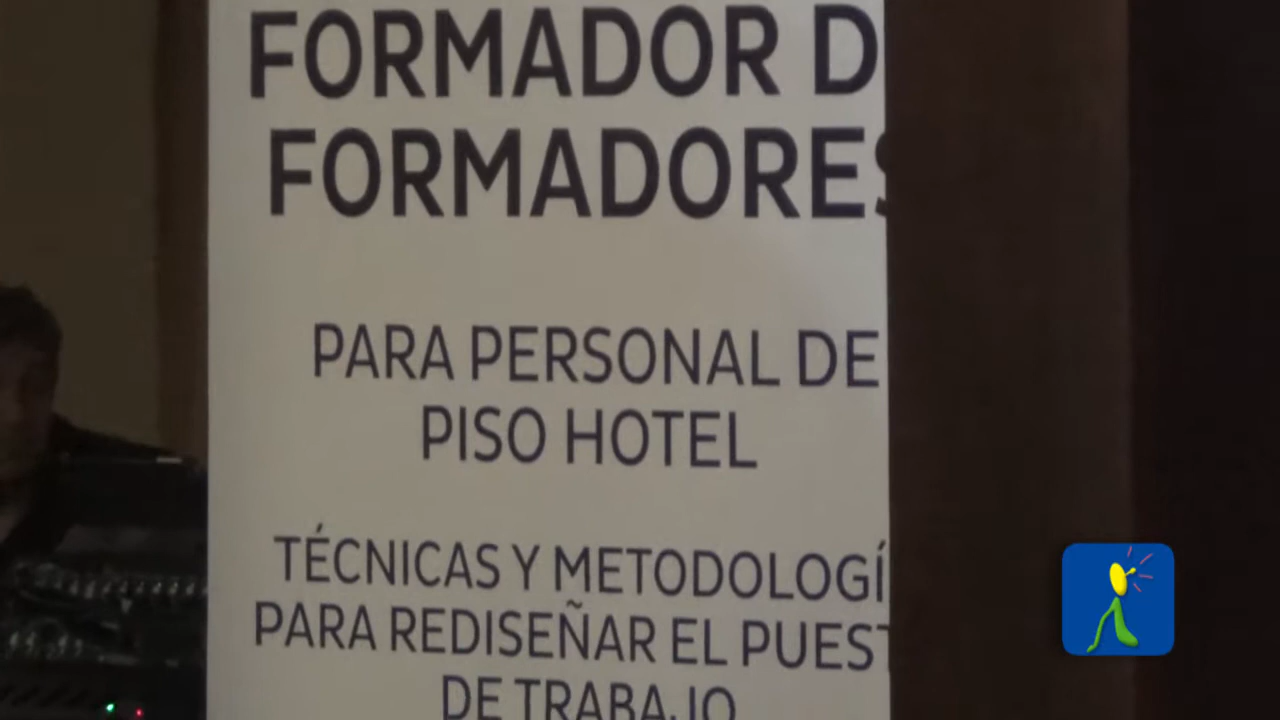 FORMADOR D
FORMADORES
PARA PERSONAL DE
PISO HOTEL
TÉCNICAS Y METODOLOGÍ
PARA REDISEÑAR EL PUEST
DE TRABAJO